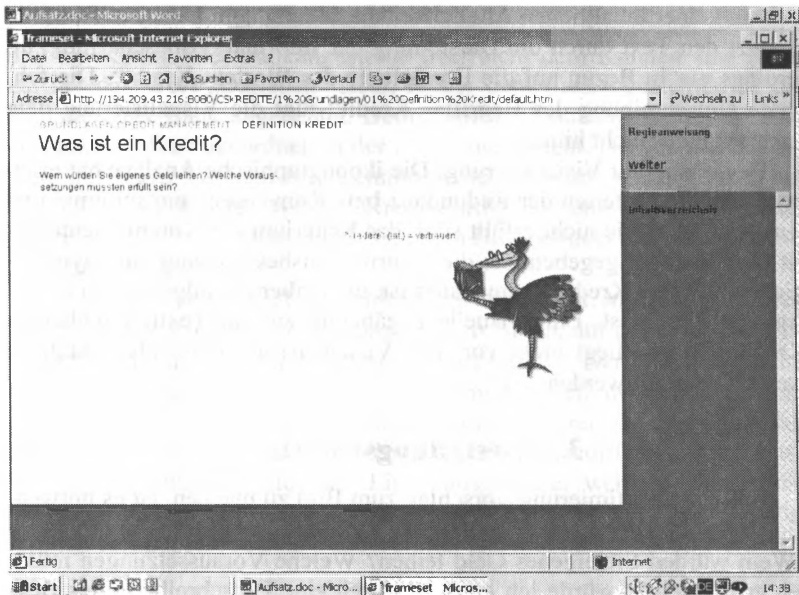 Aufsatz.doc - Microsoft Word
frameset - Microsoft Internet Explorer
Datei Bearbeiten Ansicht Favoriten Extras ?
Zurück Suchen Favoriten Verlauf
Adresse http://194.209.43.216:8080/CSKREDITE/1%20Grundlagen/01%20Definition%20Kredit/default.htm Wechseln zu Links »
GRUNDLAGEN CREDIT MANAGEMENT DEFINITION KREDIT
Was ist ein Kredit?
Wem würden Sie eigenes Geld leihen? Welche Voraus-
setzungen müssten erfüllt sein?
(lat.) = vertrauen
Regieanweisung
weiter
Inhaltsverzeichnis
Fertig Internet
Start Aufsatz.doc - Micro... frameset Micros... 14:38